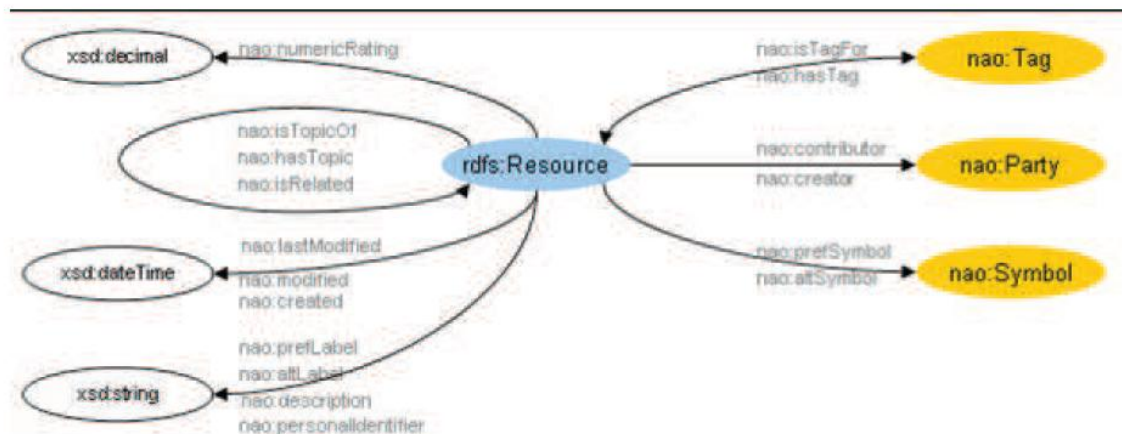 xsd:decimal
nao:numericRating
nao:isTagFor
nao:hasTag
nao:Tag
nao:isTopicOf
nao:hasTopic
nao:isRelated
rdfs:Resource
nao:contributor
nao:creator
nao:Party
xsd:dateTime
nao:lastModified
nao:modified
nao:created
nao:prefSymbol
nao:altSymbol
nao:Symbol
xsd:string
nao:prefLabel
nao:altLabel
nao:description
nao:personalIdentifier